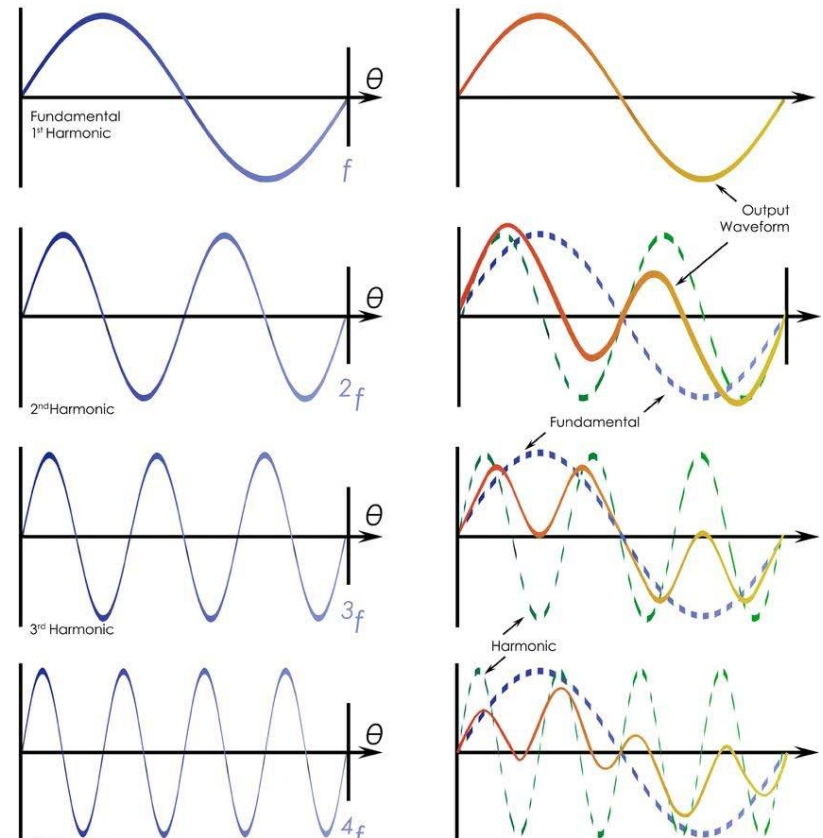 θ
Fundamental
1st Harmonic
f
Output
Waveform
θ
2f
2nd Harmonic
Fundamental
θ
3f
3rd Harmonic
Harmonic
θ
4f